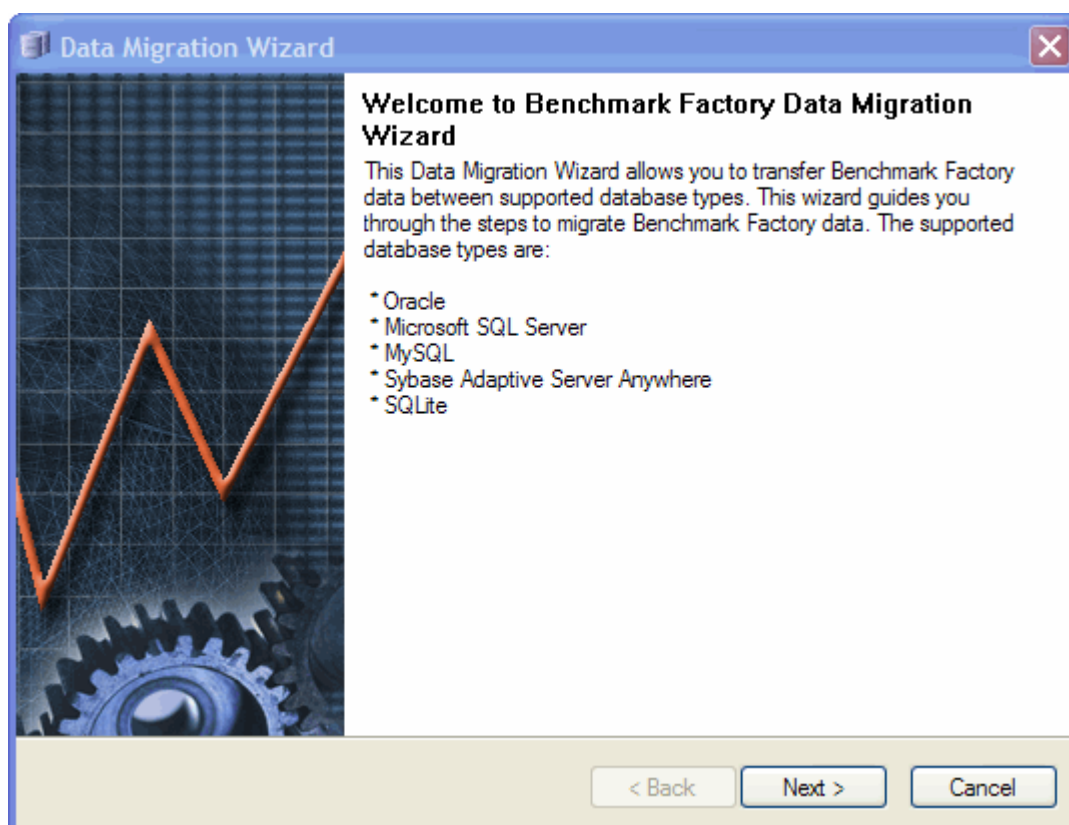 Data Migration Wizard
Welcome to Benchmark Factory Data Migration
Wizard
This Data Migration Wizard allows you to transfer Benchmark Factory
data between supported database types. This wizard guides you
through the steps to migrate Benchmark Factory data. The supported
database types are:
* Oracle
* Microsoft SQL Server
* MySQL
* Sybase Adaptive Server Anywhere
* SQLite
< Back Next > Cancel